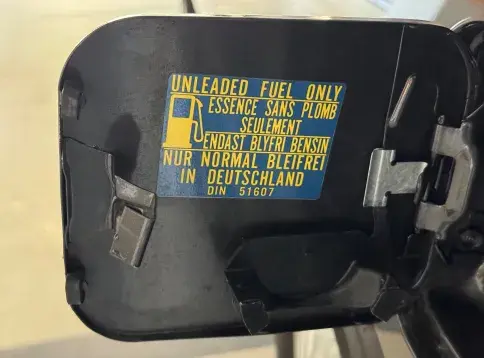 UNLEADED FUEL ONLY
ESSENCE SANS PLOMB
SEULEMENT
ENDAST BLYFRI BENSIN
NUR NORMAL BLEIFREI
IN DEUTSCHLAND
DIN 51607